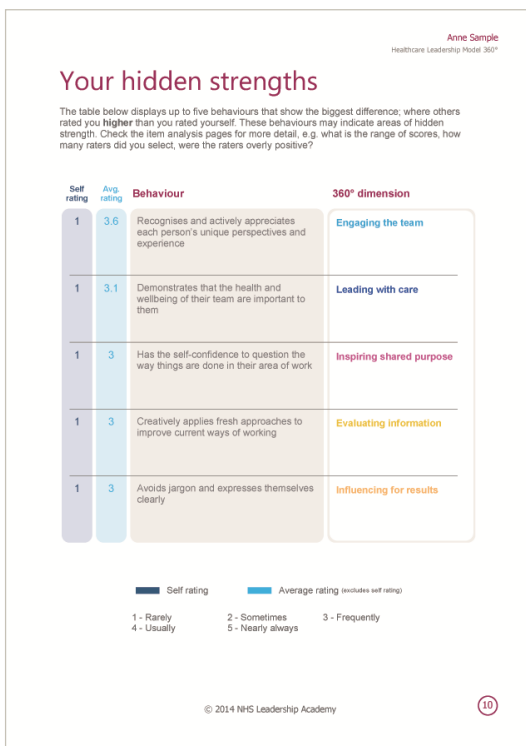 Anne Sample
Healthcare Leadership Model 360°
Your hidden strengths
The table below displays up to five behaviours that show the biggest difference; where others
rated you higher than you rated yourself. These behaviours may indicate areas of hidden
strength. Check the item analysis pages for more detail, e.g. what is the range of scores, how
many raters did you select, were the raters overly positive?
Self rating
Avg. rating
Behaviour
360° dimension
1
3.6
Recognises and actively appreciates
each person's unique perspectives and
experience
Engaging the team
1
3.1
Demonstrates that the health and
wellbeing of their team are important to
them
Leading with care
1
3
Has the self-confidence to question the
way things are done in their area of work
Inspiring shared purpose
1
3
Creatively applies fresh approaches to
improve current ways of working
Evaluating information
1
3
Avoids jargon and expresses themselves
clearly
Influencing for results
Self rating
Average rating (excludes self rating)
1 - Rarely
2 - Sometimes
3 - Frequently
4 - Usually
5 - Nearly always
© 2014 NHS Leadership Academy
10